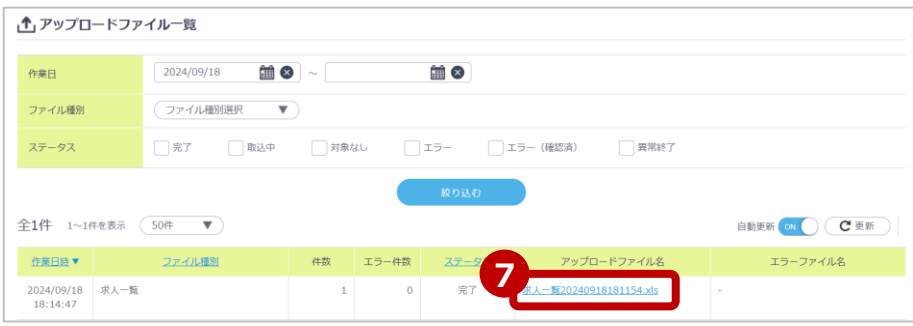 アップロードファイル一覧
作業日 2024/09/18 ～
ファイル種別 ファイル種別選択 ▼
ステータス 完了 取込中 対象なし エラー エラー（確認済） 異常終了
絞り込む
全1件 1～1件を表示 50件 ▼ 自動更新 ON 更新
作業日時▼ ファイル種別 件数 エラー件数 ステータ アップロードファイル名 エラーファイル名
7
2024/09/18 求人一覧 1 0 完了 求人一覧20240918181154.xls -
18:14:47